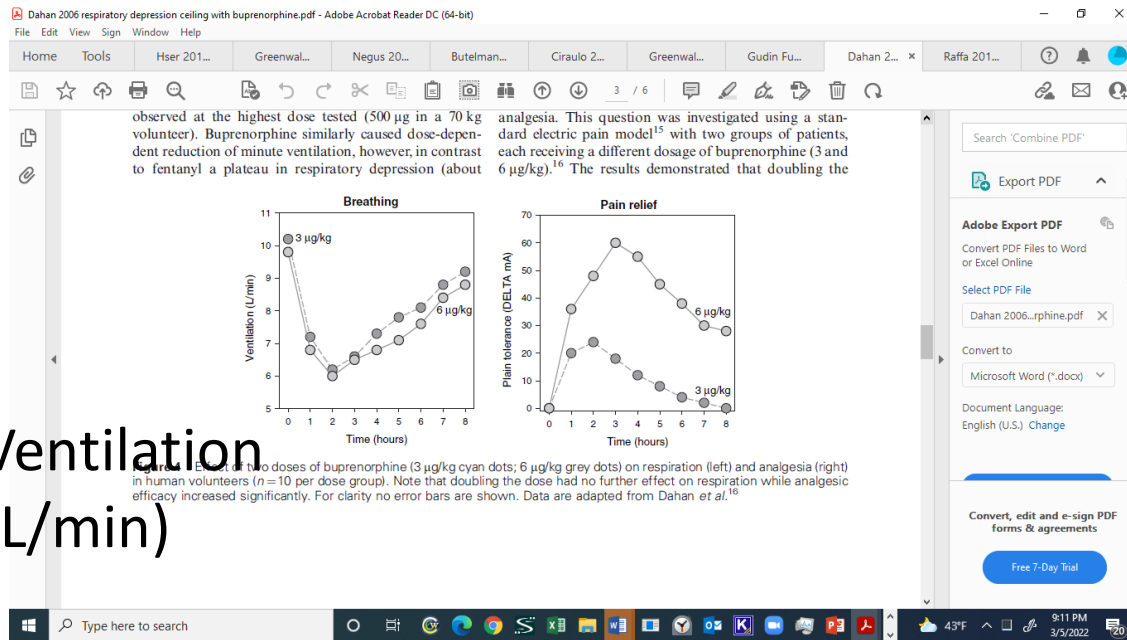 Dahan 2006 respiratory depression ceiling with buprenorphine.pdf - Adobe Acrobat Reader DC (64-bit)
File Edit View Sign Window Help
Home Tools Hser 201... Greenwal... Negus 20... Butelman... Ciraulo 2... Greenwal... Gudin Fu... Dahan 2... × Raffa 201...
3 / 6
observed at the highest dose tested (500 μg in a 70 kg
volunteer). Buprenorphine similarly caused dose-depen-
dent reduction of minute ventilation, however, in contrast
to fentanyl a plateau in respiratory depression (about
analgesia. This question was investigated using a stan-
dard electric pain model15 with two groups of patients,
each receiving a different dosage of buprenorphine (3 and
6 μg/kg).16 The results demonstrated that doubling the
Breathing
Ventilation (L/min)
11
10
9
8
7
6
5
3 μg/kg
6 μg/kg
0 1 2 3 4 5 6 7 8
Time (hours)
Pain relief
Plain tolerance (DELTA mA)
70
60
50
40
30
20
10
0
6 μg/kg
3 μg/kg
0 1 2 3 4 5 6 7 8
Time (hours)
Ventilation
L/min)
Figure 4 Effect of two doses of buprenorphine (3 μg/kg cyan dots; 6 μg/kg grey dots) on respiration (left) and analgesia (right)
in human volunteers (n=10 per dose group). Note that doubling the dose had no further effect on respiration while analgesic
efficacy increased significantly. For clarity no error bars are shown. Data are adapted from Dahan et al.16
Search 'Combine PDF'
Export PDF
Adobe Export PDF
Convert PDF Files to Word
or Excel Online
Select PDF File
Dahan 2006...rphine.pdf
Convert to
Microsoft Word (*.docx)
Document Language:
English (U.S.) Change
Convert, edit and e-sign PDF
forms & agreements
Free 7-Day Trial
Type here to search
43°F
9:11 PM
3/5/2022
20